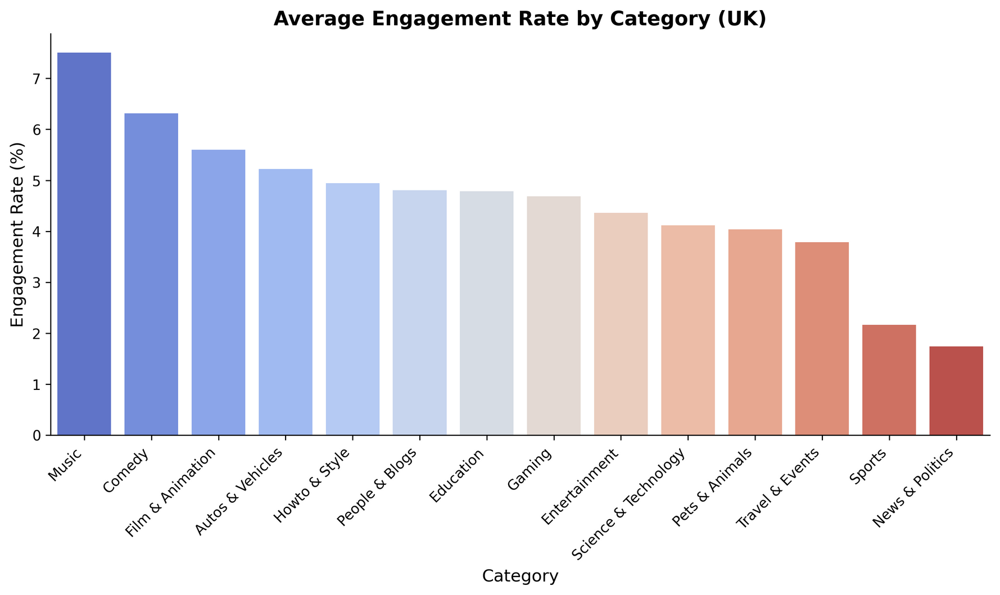 Average Engagement Rate by Category (UK)
Engagement Rate (%)
7
6
5
4
3
2
1
0
Music
Comedy
Film & Animation
Autos & Vehicles
Howto & Style
People & Blogs
Education
Gaming
Entertainment
Science & Technology
Pets & Animals
Travel & Events
Sports
News & Politics
Category